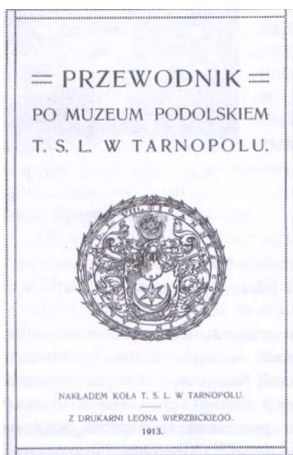 PRZEWODNIK
PO MUZEUM PODOLSKIEM
T. S. L. W TARNOPOLU.
NAKŁADEM KOŁA T. S. L. W TARNOPOLU.
Z DRUKARNI LEONA WIERZBICKIEGO.
1913.